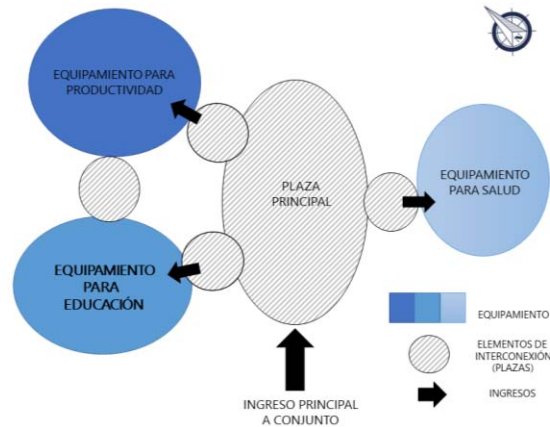 EQUIPAMIENTO PARA
PRODUCTIVIDAD
PLAZA
PRINCIPAL
EQUIPAMIENTO
PARA SALUD
EQUIPAMIENTO
PARA
EDUCACIÓN
INGRESO PRINCIPAL
A CONJUNTO
EQUIPAMIENTO
ELEMENTOS DE
INTERCONEXIÓN
(PLAZAS)
INGRESOS